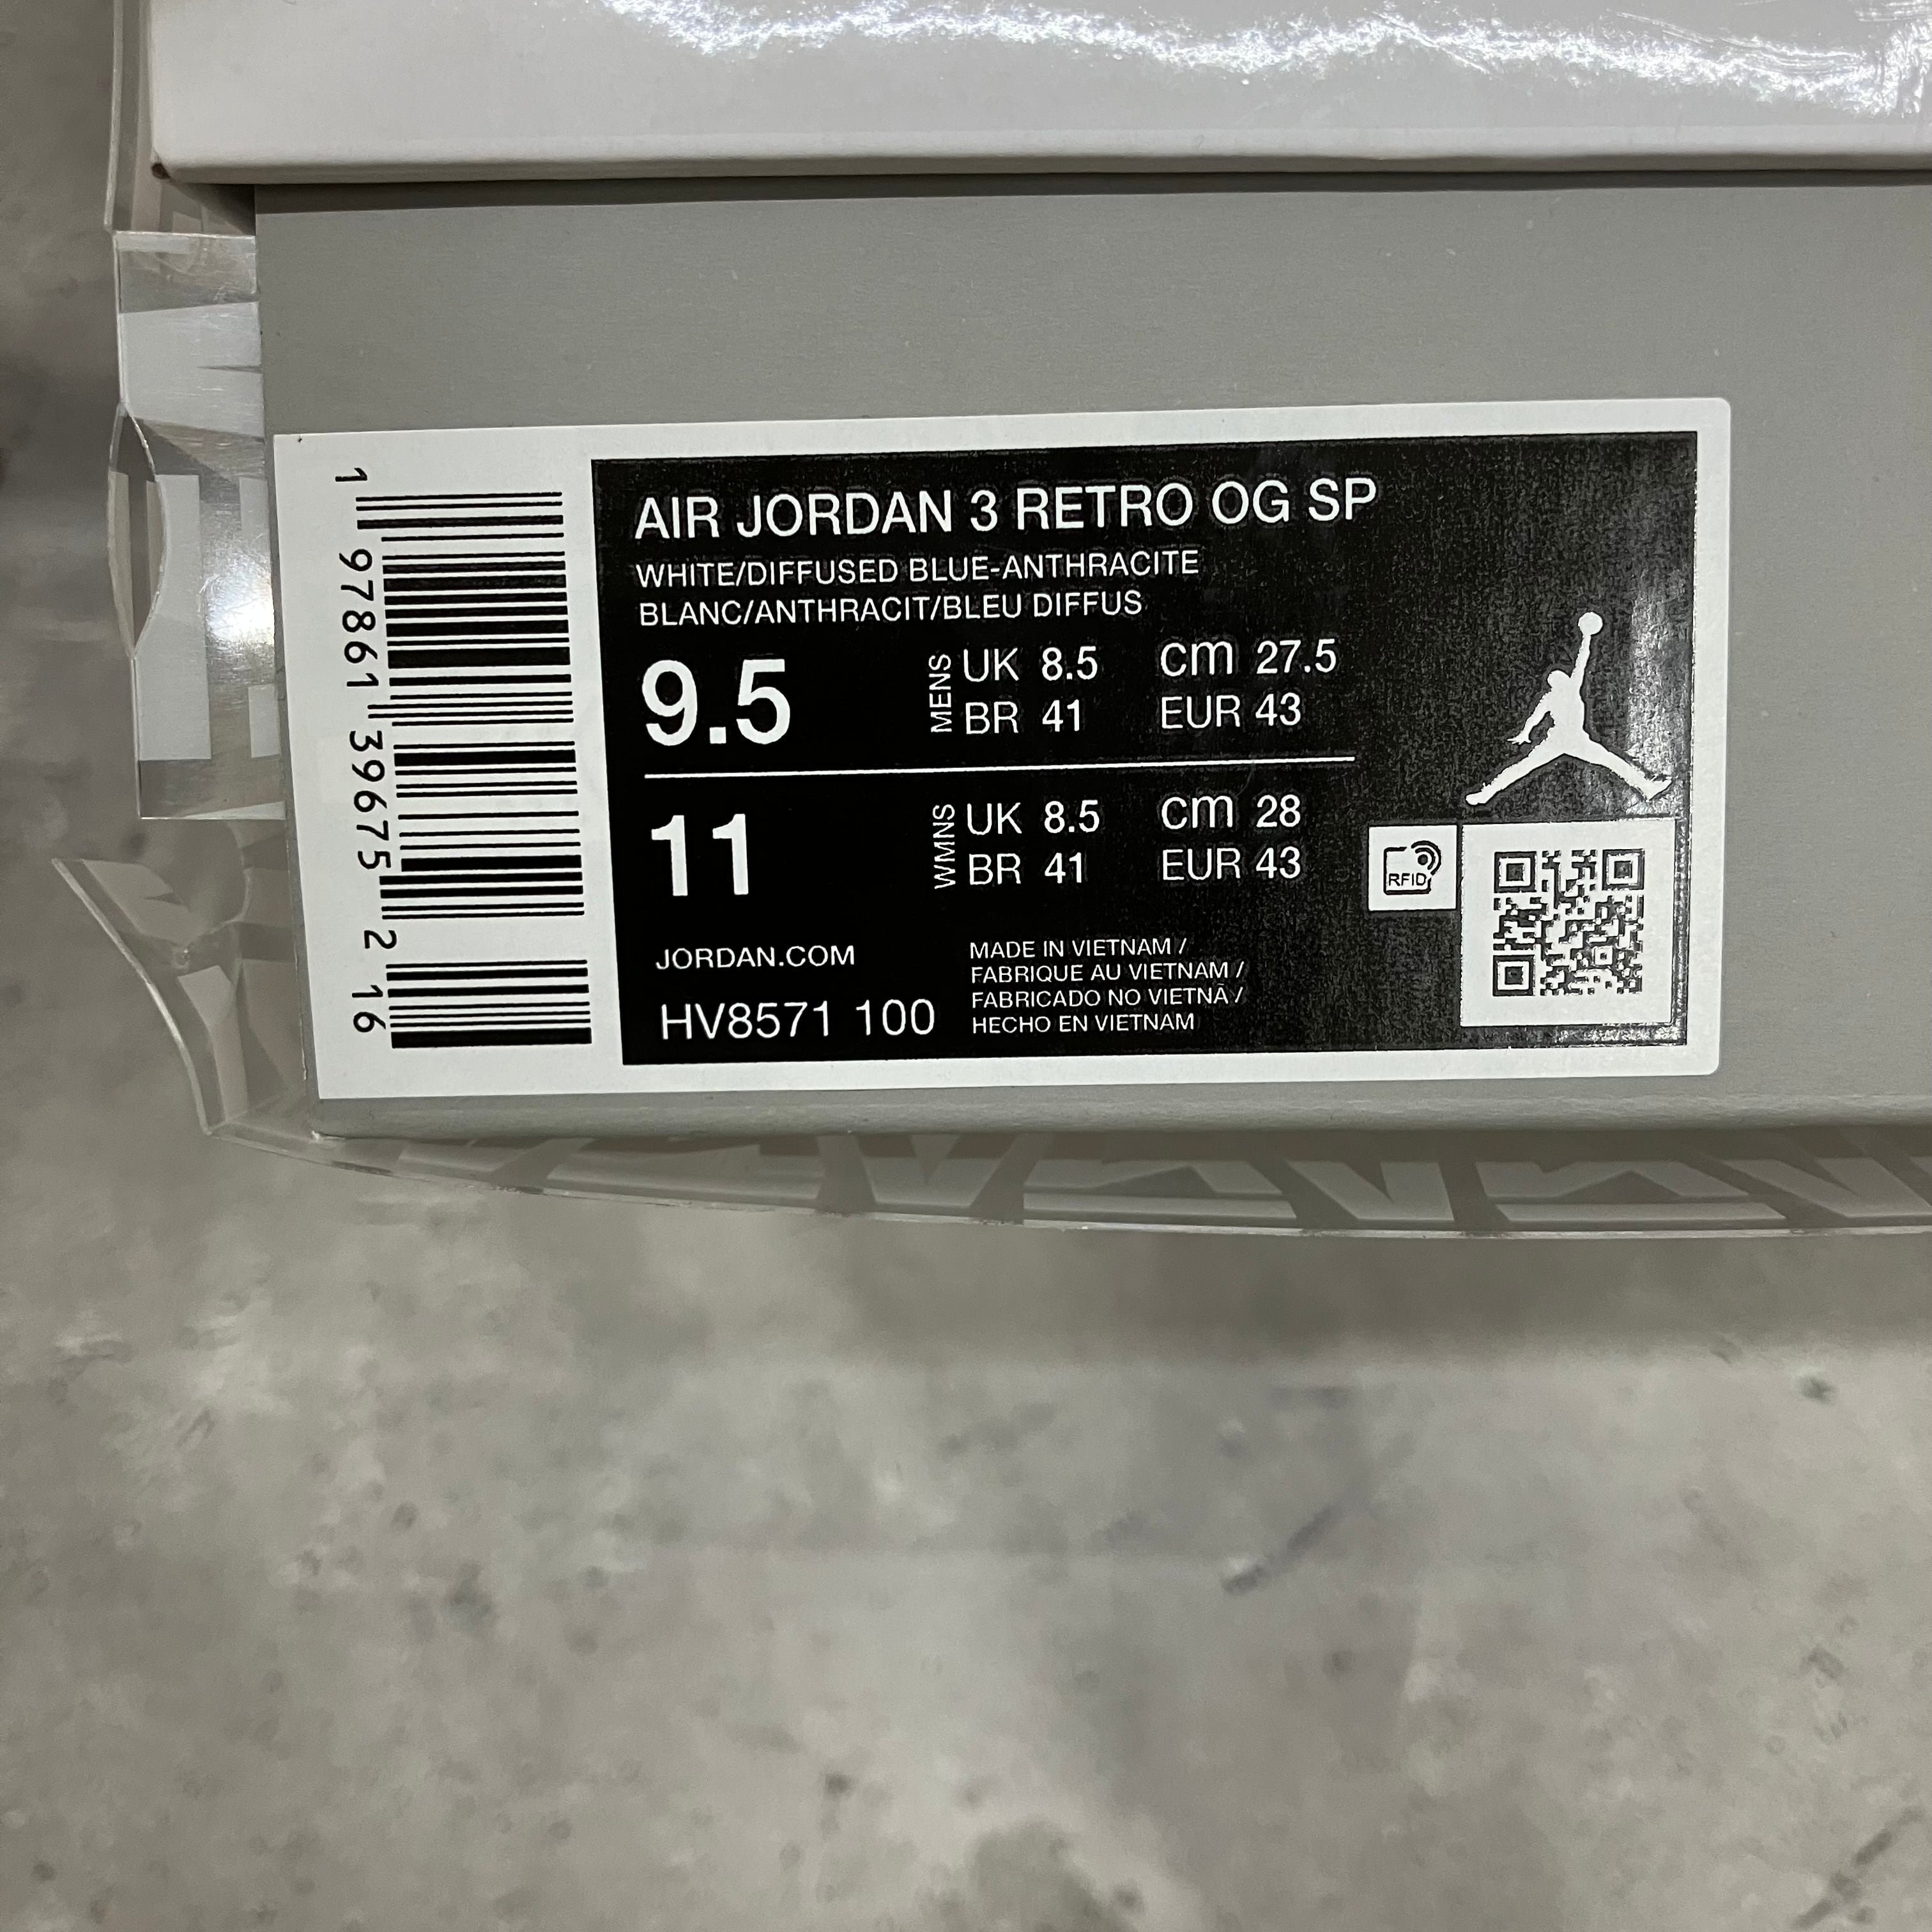 1 97861 39675 2 16
AIR JORDAN 3 RETRO OG SP
WHITE/DIFFUSED BLUE-ANTHRACITE
BLANC/ANTHRACIT/BLEU DIFFUS
9.5 MENS UK 8.5 cm 27.5
BR 41 EUR 43
11 WMNS UK 8.5 cm 28
BR 41 EUR 43
RFID
JORDAN.COM
HV8571 100
MADE IN VIETNAM /
FABRIQUE AU VIETNAM /
FABRICADO NO VIETNÃ /
HECHO EN VIETNAM